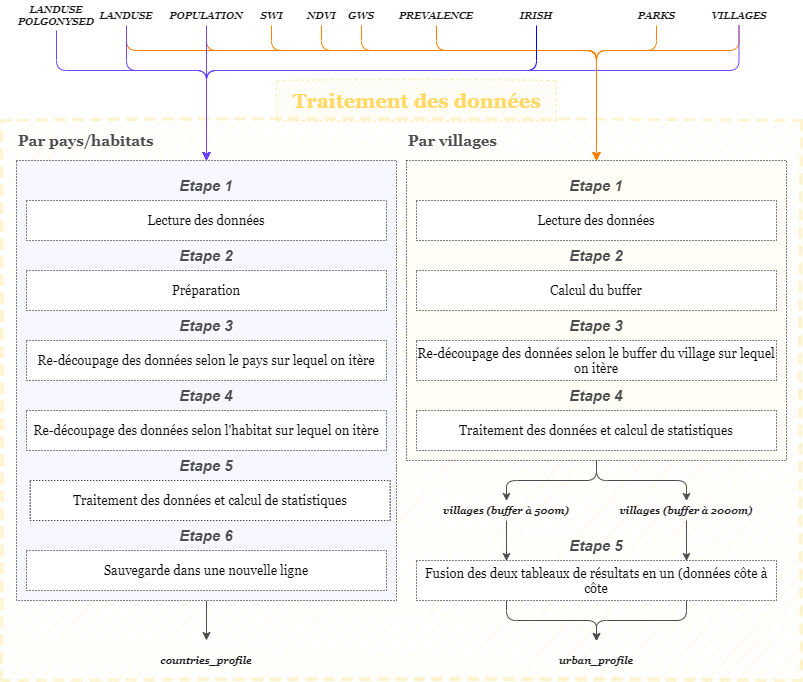 LANDUSE
POLGONYSED
LANDUSE
POPULATION
SWI
NDVI
GWS
PREVALENCE
IRISH
PARKS
VILLAGES
Traitement des données
Par pays/habitats
Etape 1
Lecture des données
Etape 2
Préparation
Etape 3
Re-découpage des données selon le pays sur lequel on itère
Etape 4
Re-découpage des données selon l'habitat sur lequel on itère
Etape 5
Traitement des données et calcul de statistiques
Etape 6
Sauvegarde dans une nouvelle ligne
countries_profile
Par villages
Etape 1
Lecture des données
Etape 2
Calcul du buffer
Etape 3
Re-découpage des données selon le buffer du village sur lequel
on itère
Etape 4
Traitement des données et calcul de statistiques
villages (buffer à 500m)
villages (buffer à 2000m)
Etape 5
Fusion des deux tableaux de résultats en un (données côte à
côte
urban_profile